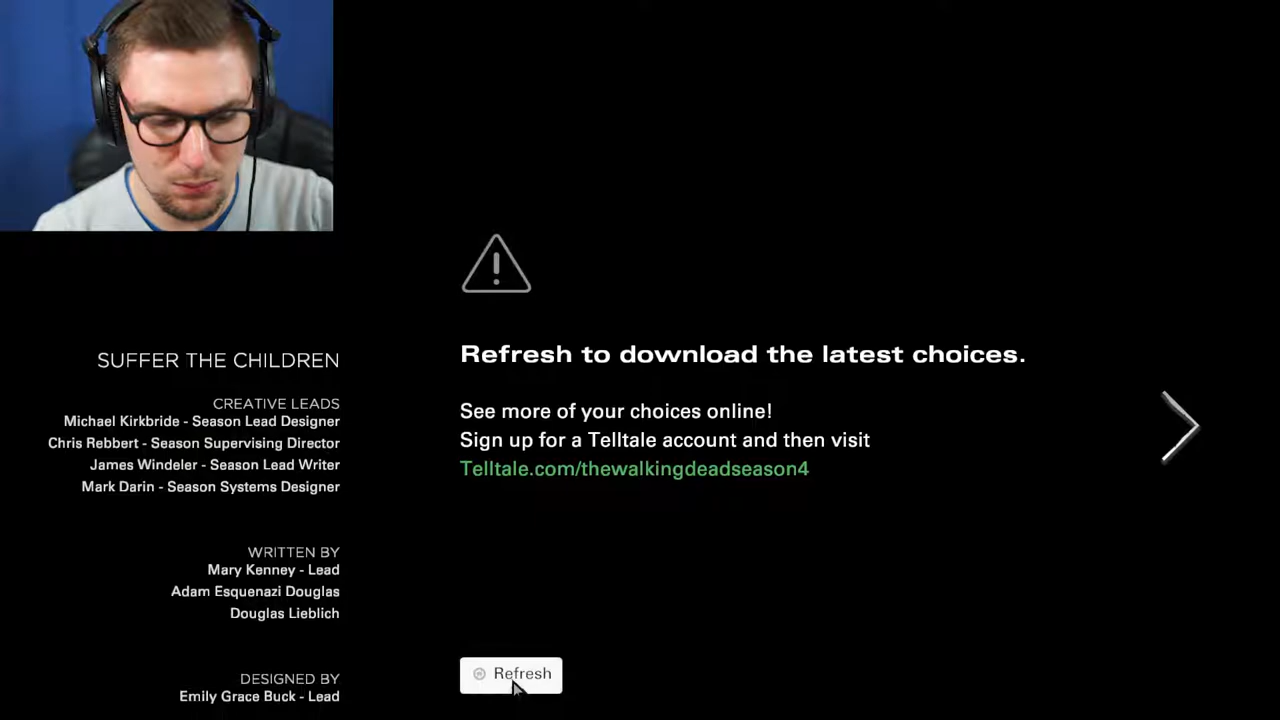 SUFFER THE CHILDREN
CREATIVE LEADS
Michael Kirkbride - Season Lead Designer
Chris Rebbert - Season Supervising Director
James Windeler - Season Lead Writer
Mark Darin - Season Systems Designer
WRITTEN BY
Mary Kenney - Lead
Adam Esquenazi Douglas
Douglas Lieblich
DESIGNED BY
Emily Grace Buck - Lead
Refresh to download the latest choices.
See more of your choices online!
Sign up for a Telltale account and then visit
Telltale.com/thewalkingdeadseason4
Refresh